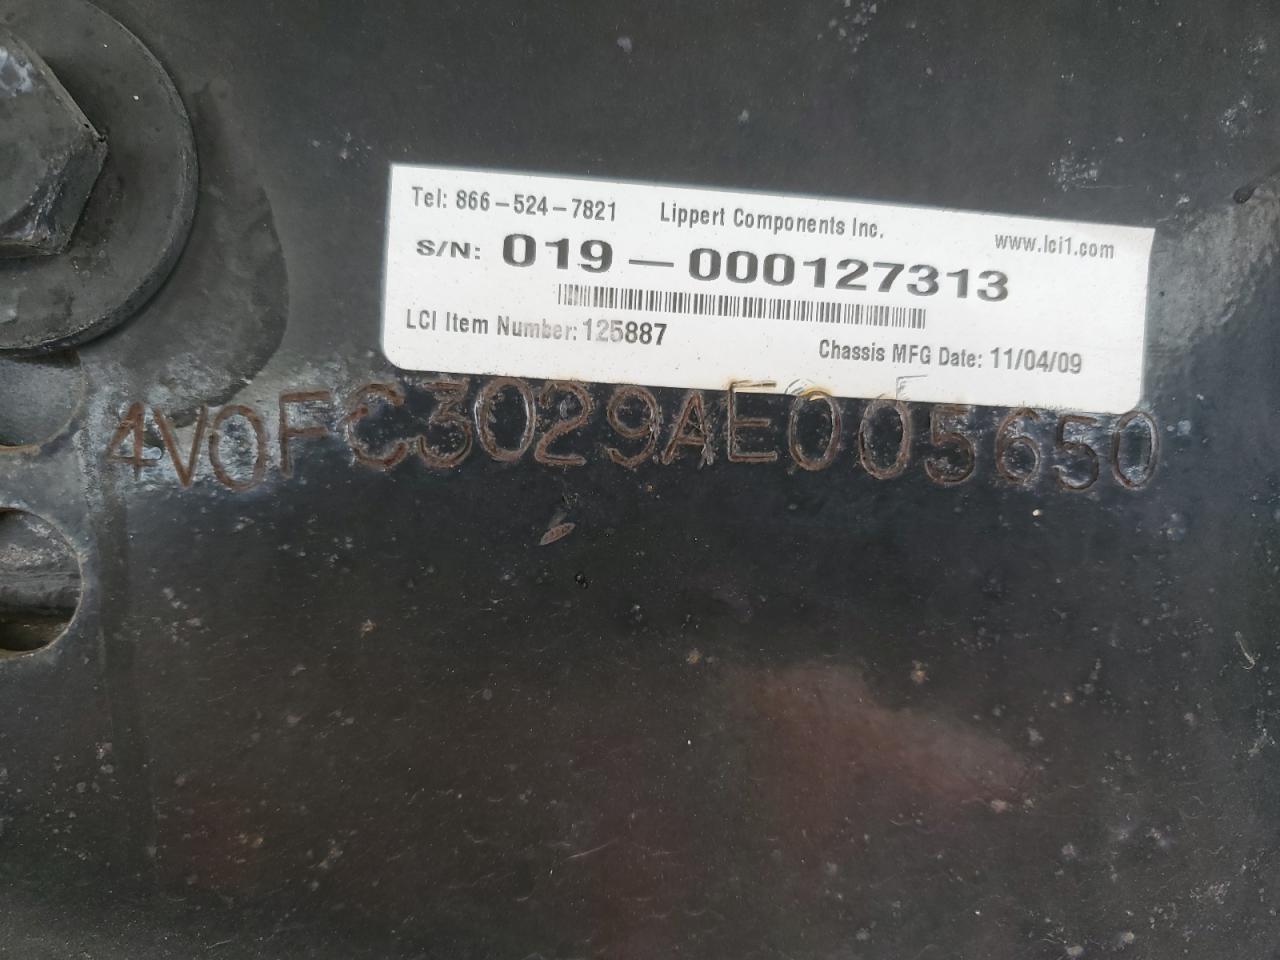 Tel: 866-524-7821 Lippert Components Inc. www.lci1.com
S/N: 019-000127313
LCI Item Number: 125887 Chassis MFG Date: 11/04/09
4V0FC3029AE005650